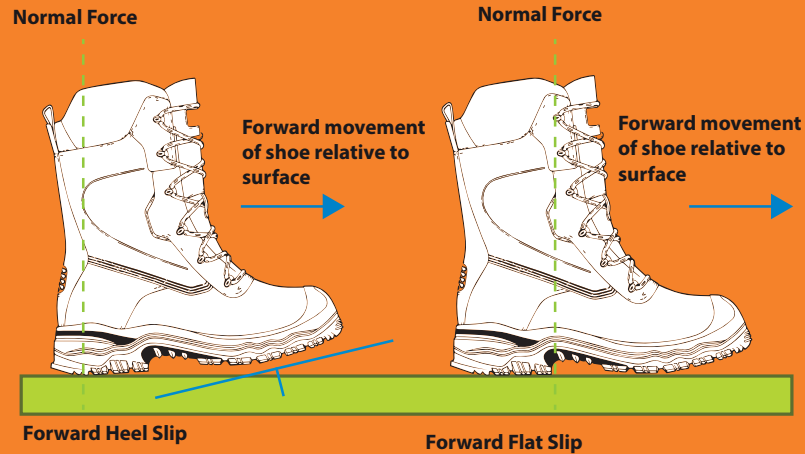 Normal Force
Normal Force
Forward movement
of shoe relative to
surface
Forward movement
of shoe relative to
surface
Forward Heel Slip
Forward Flat Slip